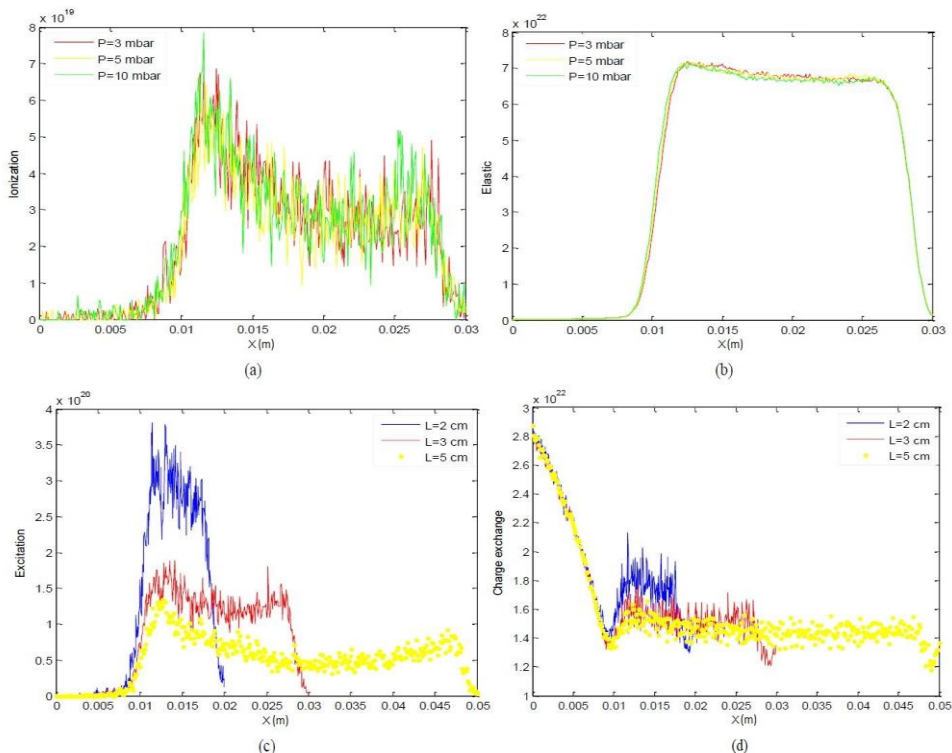 x 10^19
8
7
6
5
4
3
2
1
0
Ionization
P=3 mbar
P=5 mbar
P=10 mbar
0 0.005 0.01 0.015 0.02 0.025 0.03
X(m)
(a)
x 10^22
8
6
4
2
0
Elastic
P=3 mbar
P=5 mbar
P=10 mbar
0 0.005 0.01 0.015 0.02 0.025 0.03
X(m)
(b)
x 10^20
4
3.5
3
2.5
2
1.5
1
0.5
0
Excitation
L=2 cm
L=3 cm
L=5 cm
0 0.005 0.01 0.015 0.02 0.025 0.03 0.035 0.04 0.045 0.05
X(m)
(c)
x 10^22
3
2.8
2.6
2.4
2.2
2
1.8
1.6
1.4
1.2
1
Charge exchange
L=2 cm
L=3 cm
L=5 cm
0 0.005 0.01 0.015 0.02 0.025 0.03 0.035 0.04 0.045 0.05
X(m)
(d)